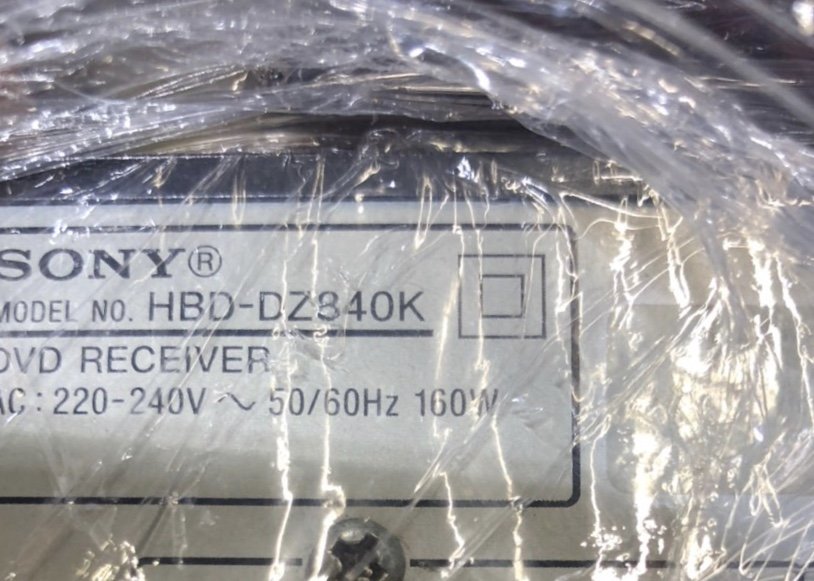 SONY®
MODEL NO. HBD-DZ840K
DVD RECEIVER
AC : 220-240V ~ 50/60Hz 160W